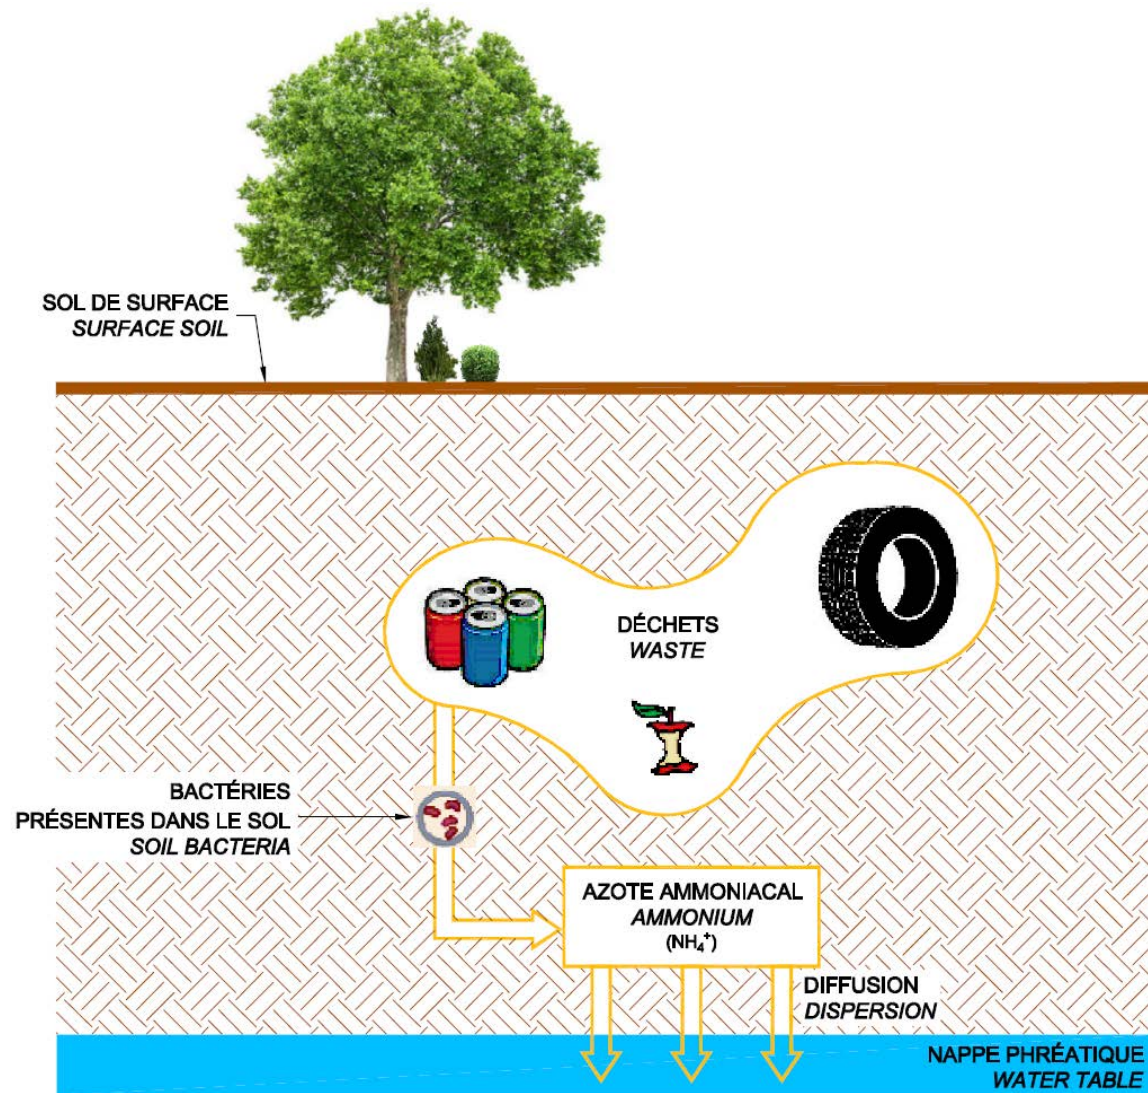 SOL DE SURFACE
SURFACE SOIL
DÉCHETS
WASTE
BACTÉRIES
PRÉSENTES DANS LE SOL
SOIL BACTERIA
AZOTE AMMONIACAL
AMMONIUM
(NH₄⁺)
DIFFUSION
DISPERSION
NAPPE PHRÉATIQUE
WATER TABLE